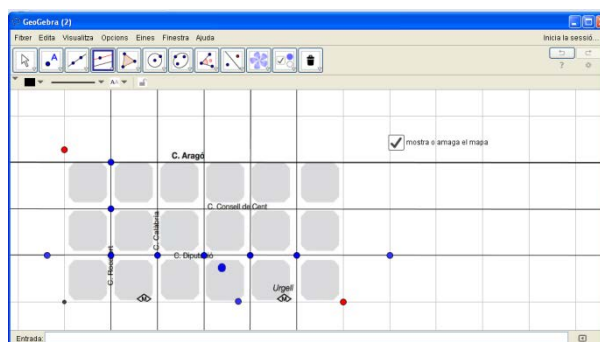 GeoGebra (2)
Fitxer Edita Visualitza Opcions Eines Finestra Ajuda
Inicia la sessió...
mostra o amaga el mapa
C. Aragó
C. Consell de Cent
C. Calàbria
C. Rocafort
C. Diputació
Urgell
Entrada: